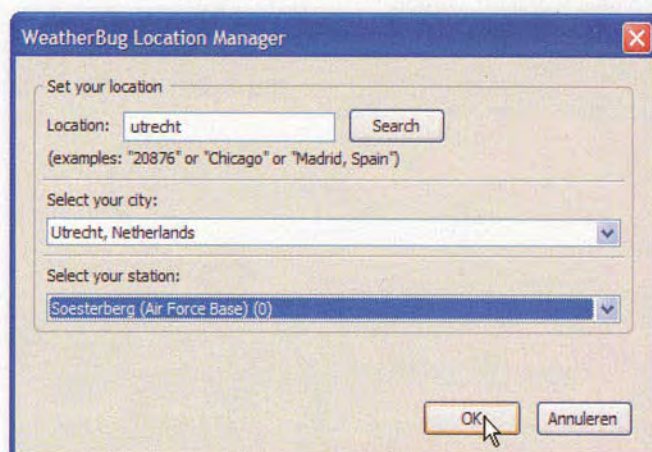 WeatherBug Location Manager
Set your location
Location: utrecht Search
(examples: "20876" or "Chicago" or "Madrid, Spain")
Select your city:
Utrecht, Netherlands
Select your station:
Soesterberg (Air Force Base) (0)
OK Annuleren